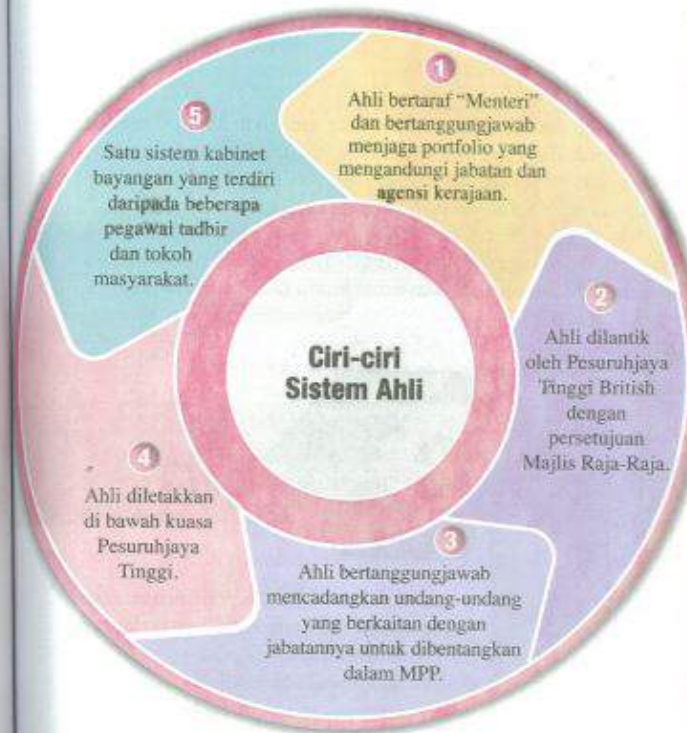 Ciri-ciri
Sistem Ahli
1
Ahli bertaraf “Menteri”
dan bertanggungjawab
menjaga portfolio yang
mengandungi jabatan dan
agensi kerajaan.
2
Ahli dilantik
oleh Pesuruhjaya
Tinggi British
dengan
persetujuan
Majlis Raja-Raja.
3
Ahli bertanggungjawab
mencadangkan undang-undang
yang berkaitan dengan
jabatannya untuk dibentangkan
dalam MPP.
4
Ahli diletakkan
di bawah kuasa
Pesuruhjaya
Tinggi.
5
Satu sistem kabinet
bayangan yang terdiri
daripada beberapa
pegawai tadbir
dan tokoh
masyarakat.